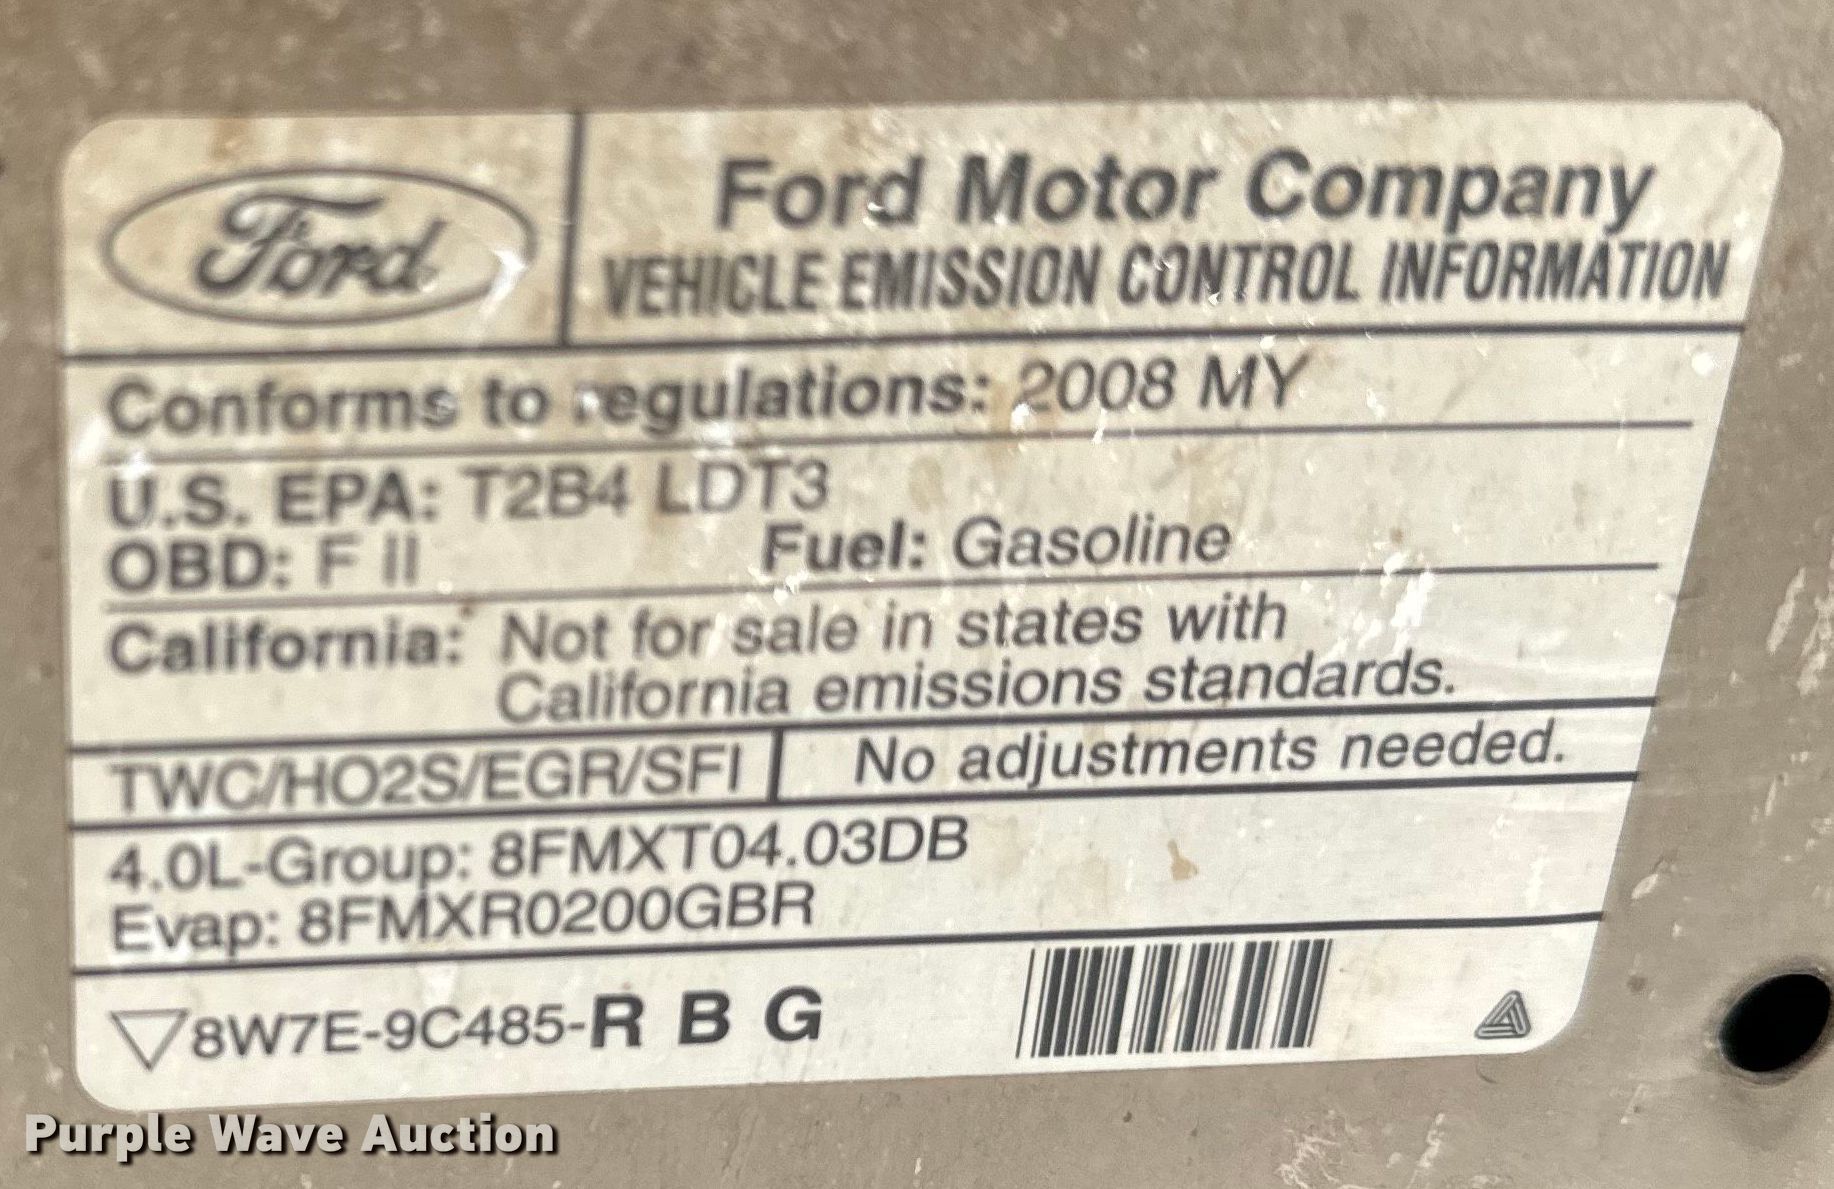 Ford
Ford Motor Company
VEHICLE EMISSION CONTROL INFORMATION
Conforms to regulations: 2008 MY
U.S. EPA: T2B4 LDT3
OBD: F II Fuel: Gasoline
California: Not for sale in states with
California emissions standards.
TWC/HO2S/EGR/SFI No adjustments needed.
4.0L-Group: 8FMXT04.03DB
Evap: 8FMXR0200GBR
8W7E-9C485-R B G
Purple Wave Auction